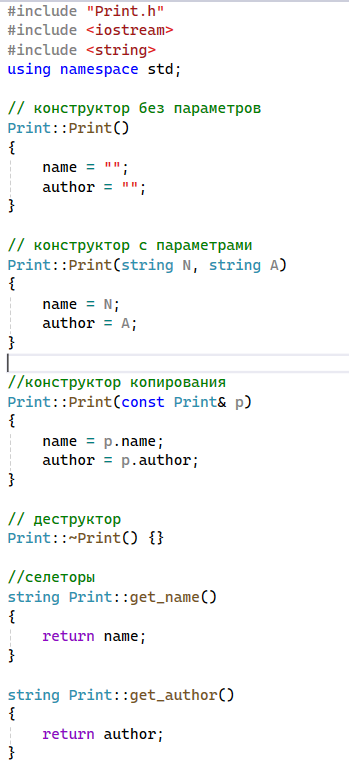 #include "Print.h"
#include <iostream>
#include <string>
using namespace std;

// конструктор без параметров
Print::Print()
{
    name = "";
    author = "";
}

// конструктор с параметрами
Print::Print(string N, string A)
{
    name = N;
    author = A;
}

//конструктор копирования
Print::Print(const Print& p)
{
    name = p.name;
    author = p.author;
}

// деструктор
Print::~Print() {}

//селеторы
string Print::get_name()
{
    return name;
}

string Print::get_author()
{
    return author;
}